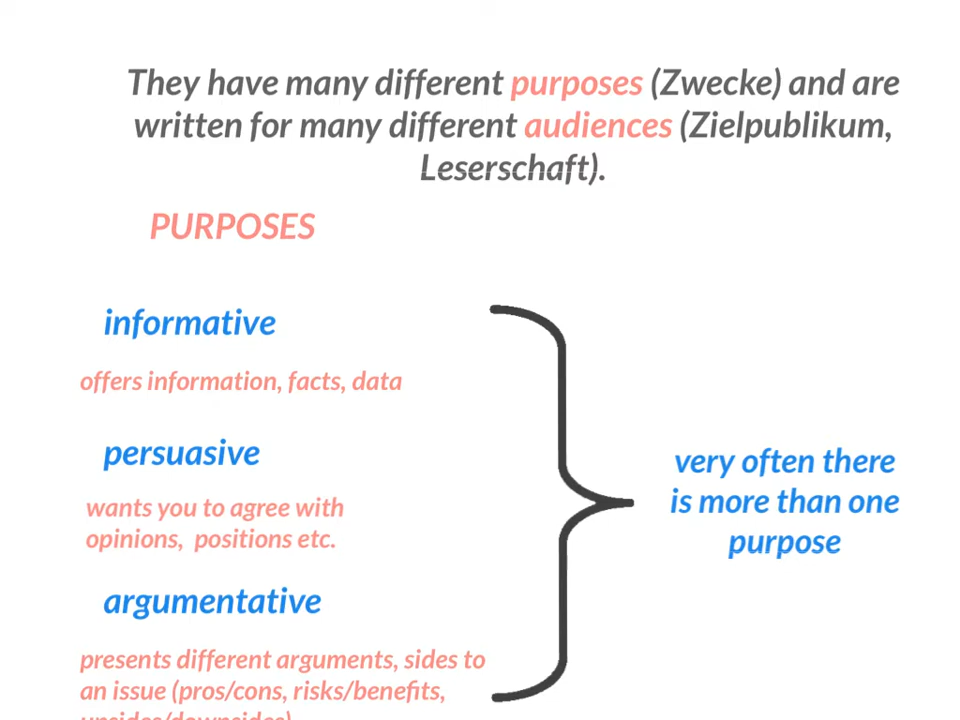 They have many different purposes (Zwecke) and are
written for many different audiences (Zielpublikum,
Leserschaft).
PURPOSES
informative
offers information, facts, data
persuasive
wants you to agree with
opinions, positions etc.
argumentative
presents different arguments, sides to
an issue (pros/cons, risks/benefits,
upsides/downsides)
very often there
is more than one
purpose